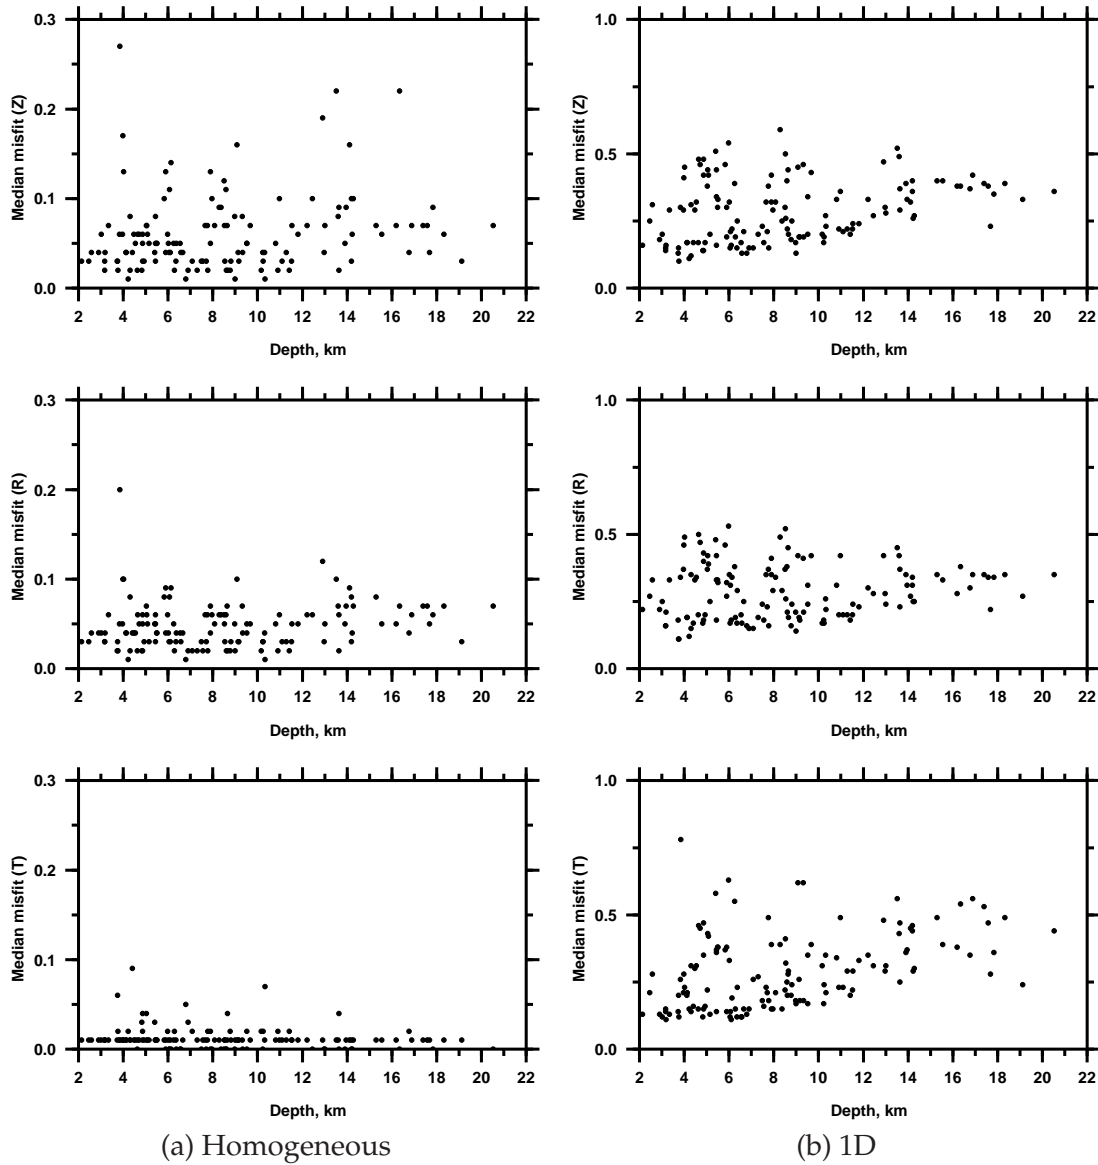 0.3
0.2
0.1
0.0
Median misfit (Z)
2 4 6 8 10 12 14 16 18 20 22
Depth, km
1.0
0.5
0.0
Median misfit (Z)
2 4 6 8 10 12 14 16 18 20 22
Depth, km
0.3
0.2
0.1
0.0
Median misfit (R)
2 4 6 8 10 12 14 16 18 20 22
Depth, km
1.0
0.5
0.0
Median misfit (R)
2 4 6 8 10 12 14 16 18 20 22
Depth, km
0.3
0.2
0.1
0.0
Median misfit (T)
2 4 6 8 10 12 14 16 18 20 22
Depth, km
1.0
0.5
0.0
Median misfit (T)
2 4 6 8 10 12 14 16 18 20 22
Depth, km
(a) Homogeneous
(b) 1D